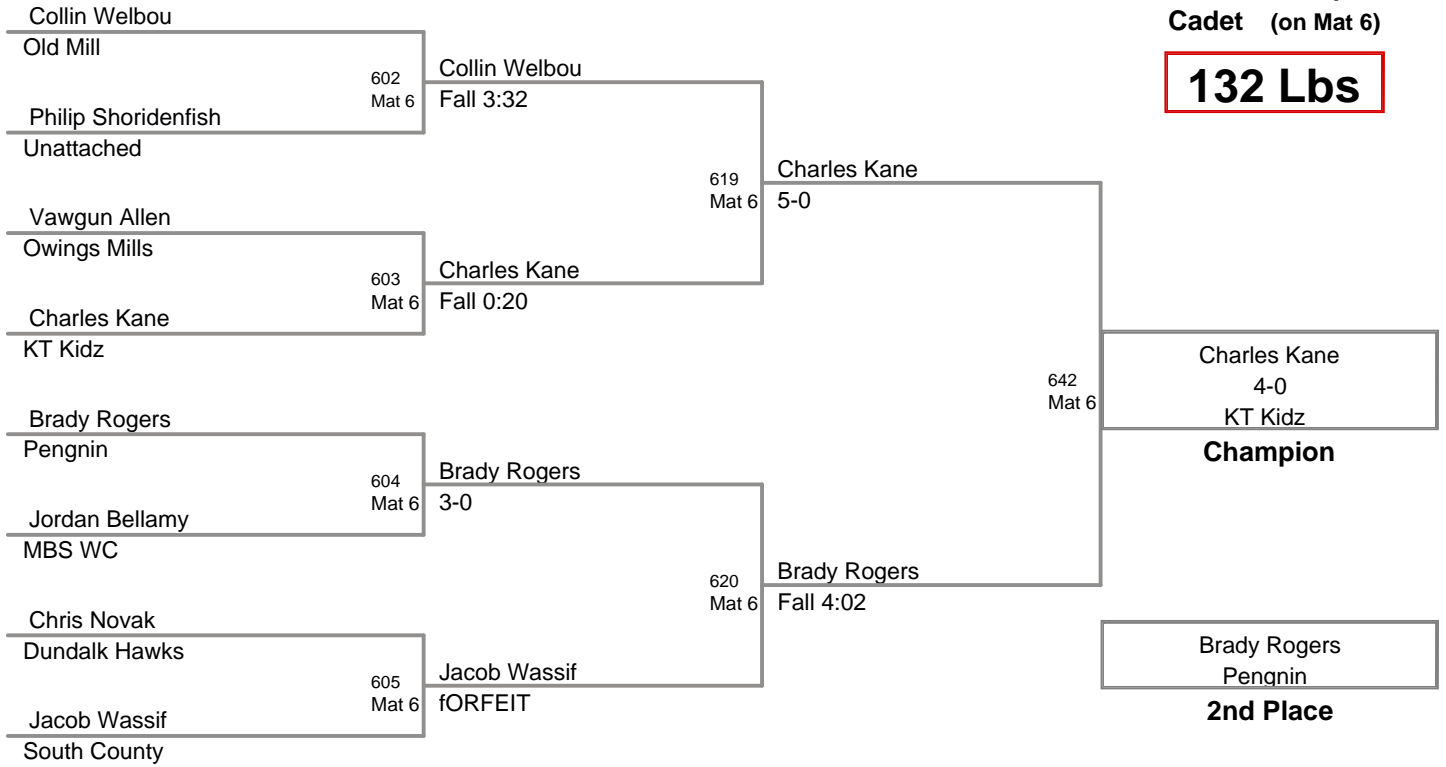 Cadet (on Mat 6)
132 Lbs
Collin Welbou
Old Mill
602
Mat 6
Collin Welbou
Fall 3:32
Philip Shoridenfish
Unattached
619
Mat 6
Charles Kane
5-0
Vawgun Allen
Owings Mills
603
Mat 6
Charles Kane
Fall 0:20
Charles Kane
KT Kidz
642
Mat 6
Charles Kane
4-0
KT Kidz
Champion
Brady Rogers
Pengnin
604
Mat 6
Brady Rogers
3-0
Jordan Bellamy
MBS WC
620
Mat 6
Brady Rogers
Fall 4:02
Chris Novak
Dundalk Hawks
605
Mat 6
Jacob Wassif
fORFEIT
Jacob Wassif
South County
Brady Rogers
Pengnin
2nd Place